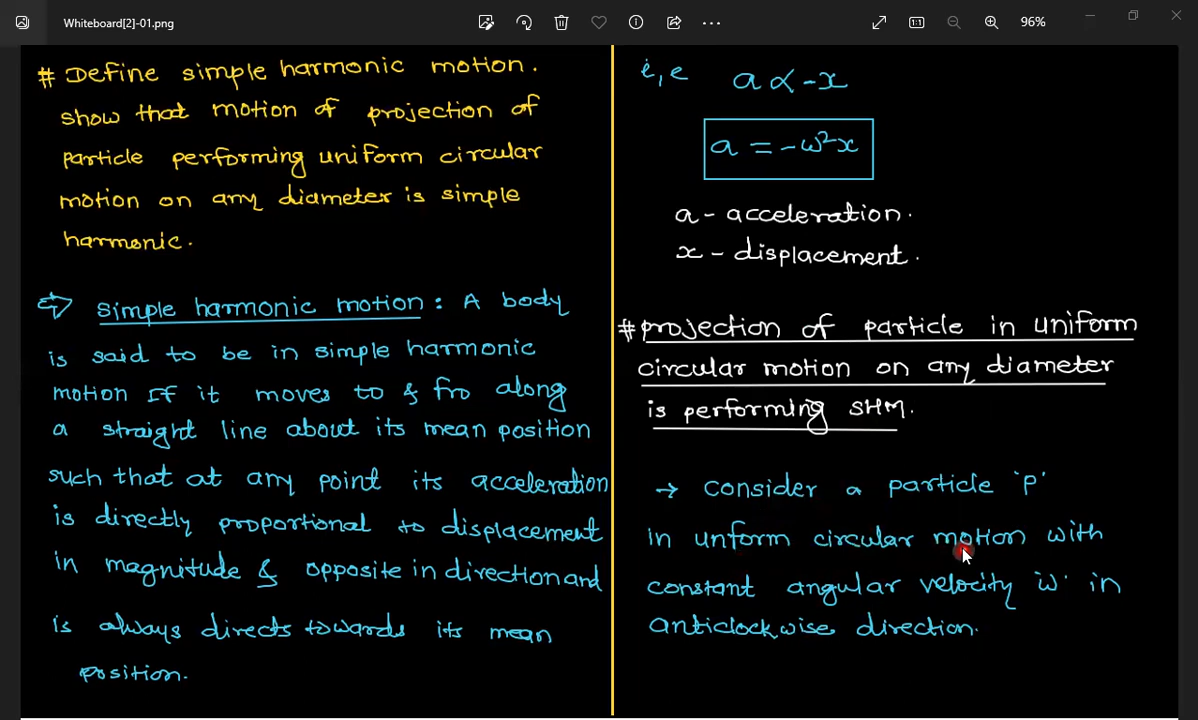 Whiteboard[2]-01.png
96%
# Define simple harmonic motion.
show that motion of projection of
particle performing uniform circular
motion on any diameter is simple
harmonic.
⇒ simple harmonic motion: A body
is said to be in simple harmonic
motion If it moves to & fro along
a straight line about its mean position
such that at any point its acceleration
is directly proportional to displacement
in magnitude & opposite in direction and
is always directs towards its mean
position.
i,e a ∝ -x
a = -ω²x
a - acceleration.
x - displacement.
# projection of particle in uniform
circular motion on any diameter
is performing SHM.
→ consider a particle 'p'
in unform circular motion with
constant angular velocity 'ω' in
anticlockwise direction.